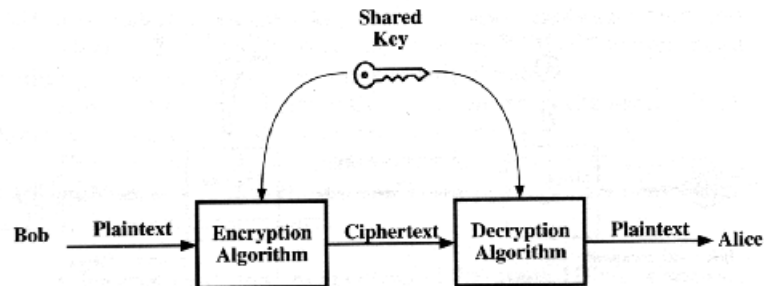 Shared
Key
Bob
Plaintext
Encryption
Algorithm
Ciphertext
Decryption
Algorithm
Plaintext
Alice